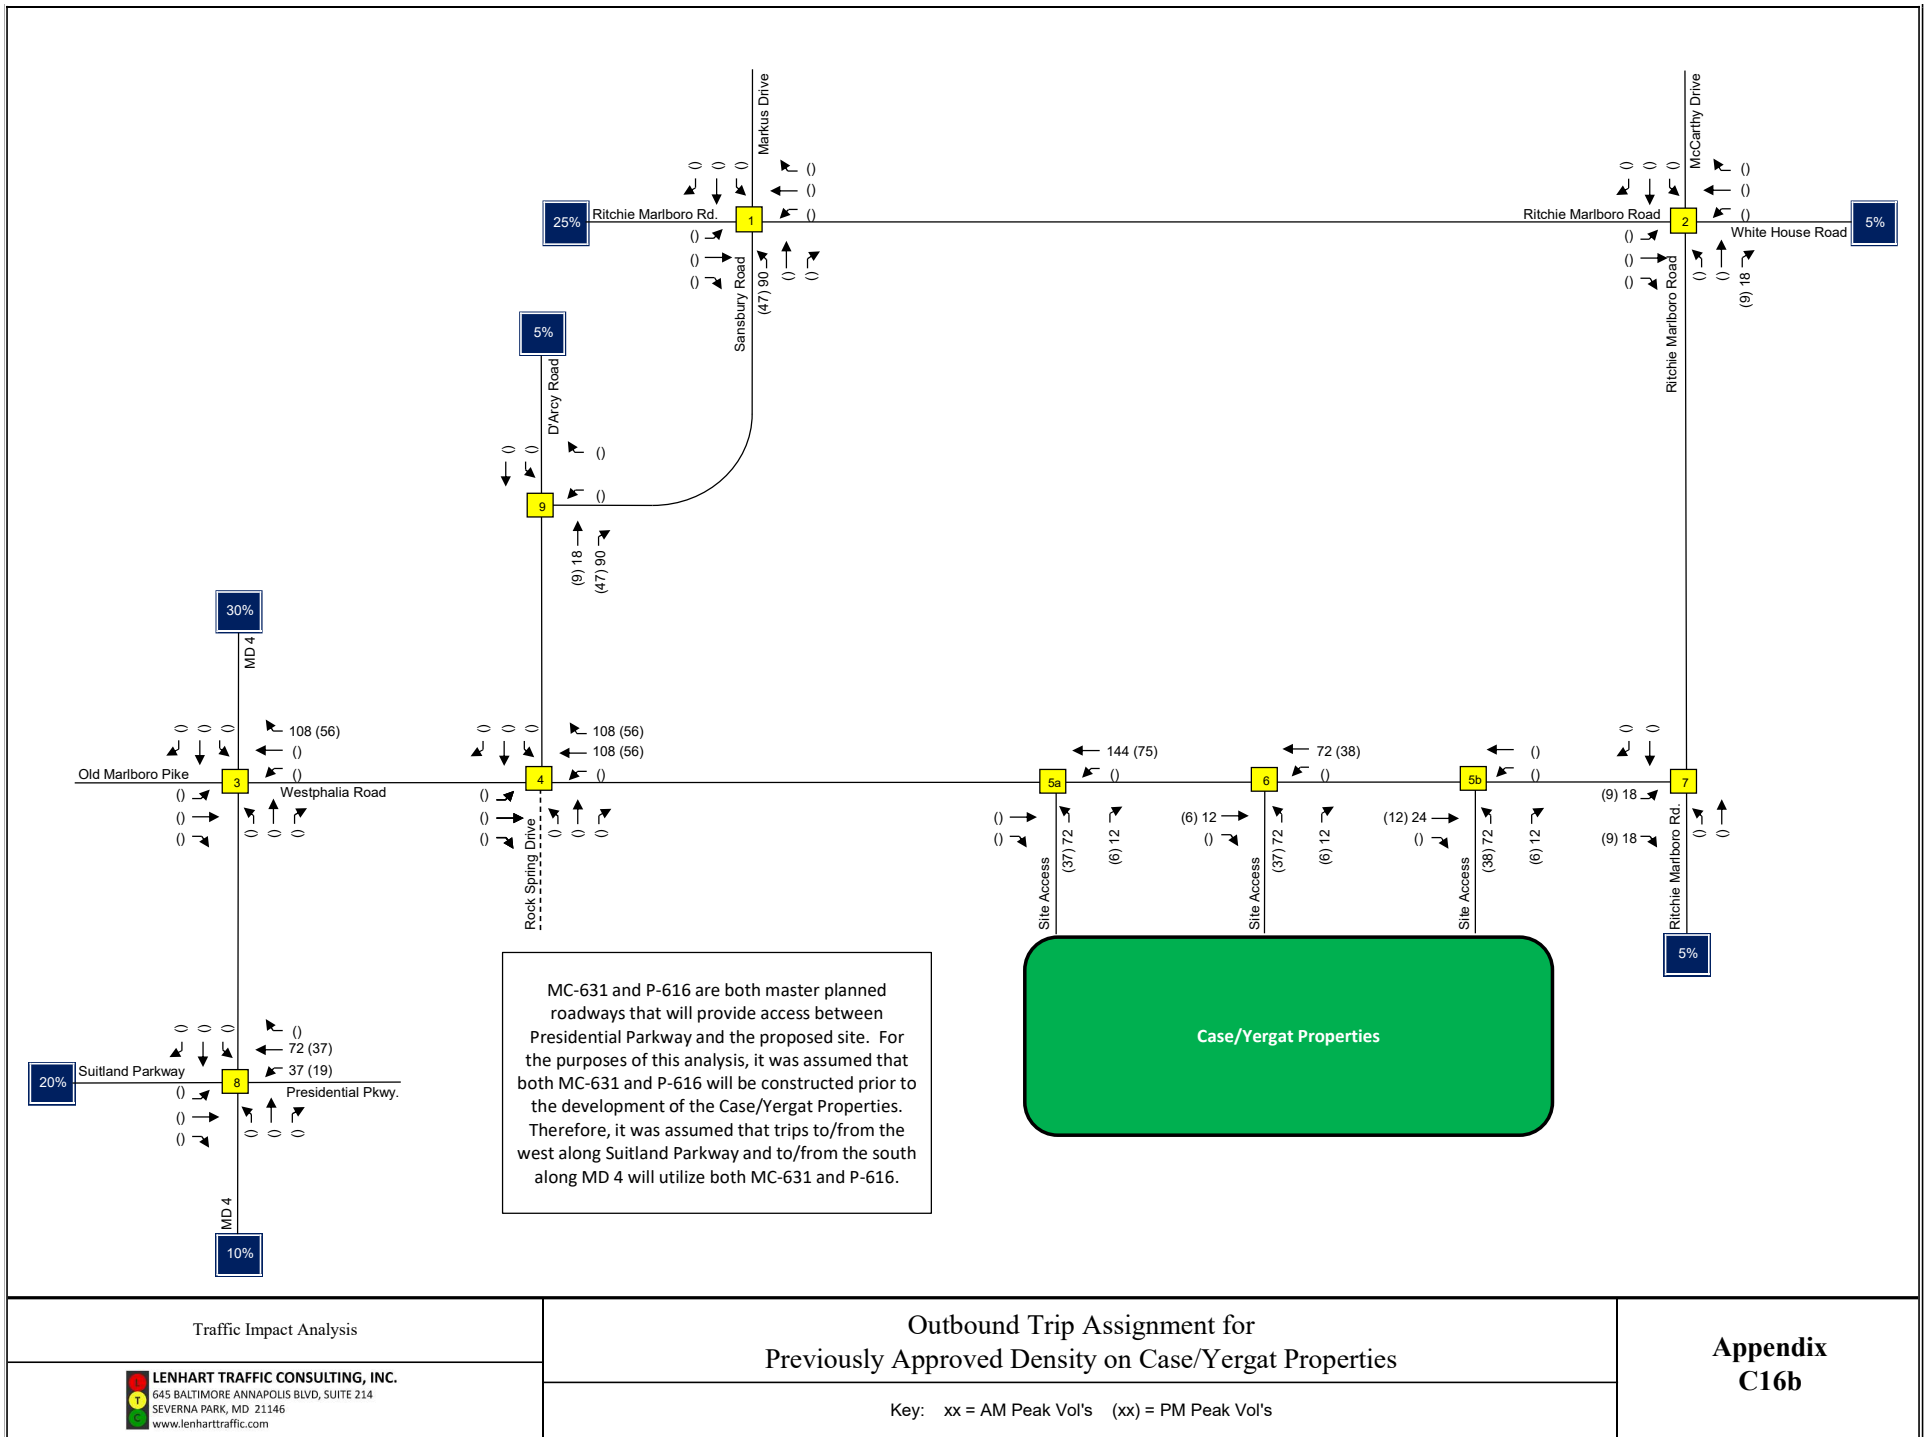 Markus Drive
McCarthy Drive
() () () ()
()
()
25%
Ritchie Marlboro Rd.
1
() () () ()
()
()
Ritchie Marlboro Road
2
White House Road
5%
()
()
()
Sansbury Road
(47) 90
()
()
()
()
()
Ritchie Marlboro Road
()
()
(9) 18
5%
D'Arcy Road
() () ()
()
9
(9) 18
(47) 90
30%
MD 4
() () () 108 (56)
()
()
Old Marlboro Pike
3
Westphalia Road
()
()
()
() () ()
() () () 108 (56)
108 (56)
()
4
()
()
()
Rock Spring Drive
() () ()
144 (75)
()
5a
()
()
Site Access
(37) 72
(6) 12
72 (38)
()
6
(6) 12
()
Site Access
(37) 72
(6) 12
()
()
5b
(12) 24
()
Site Access
(38) 72
(6) 12
() ()
7
(9) 18
(9) 18
Ritchie Marlboro Rd.
() ()
5%
MC-631 and P-616 are both master planned
roadways that will provide access between
Presidential Parkway and the proposed site. For
the purposes of this analysis, it was assumed that
both MC-631 and P-616 will be constructed prior to
the development of the Case/Yergat Properties.
Therefore, it was assumed that trips to/from the
west along Suitland Parkway and to/from the south
along MD 4 will utilize both MC-631 and P-616.
Case/Yergat Properties
() () () ()
72 (37)
37 (19)
20%
Suitland Parkway
8
Presidential Pkwy.
()
()
()
() () ()
MD 4
10%
Traffic Impact Analysis
L
T
C
LENHART TRAFFIC CONSULTING, INC.
645 BALTIMORE ANNAPOLIS BLVD, SUITE 214
SEVERNA PARK, MD 21146
www.lenharttraffic.com
Outbound Trip Assignment for
Previously Approved Density on Case/Yergat Properties
Key: xx = AM Peak Vol's (xx) = PM Peak Vol's
Appendix
C16b